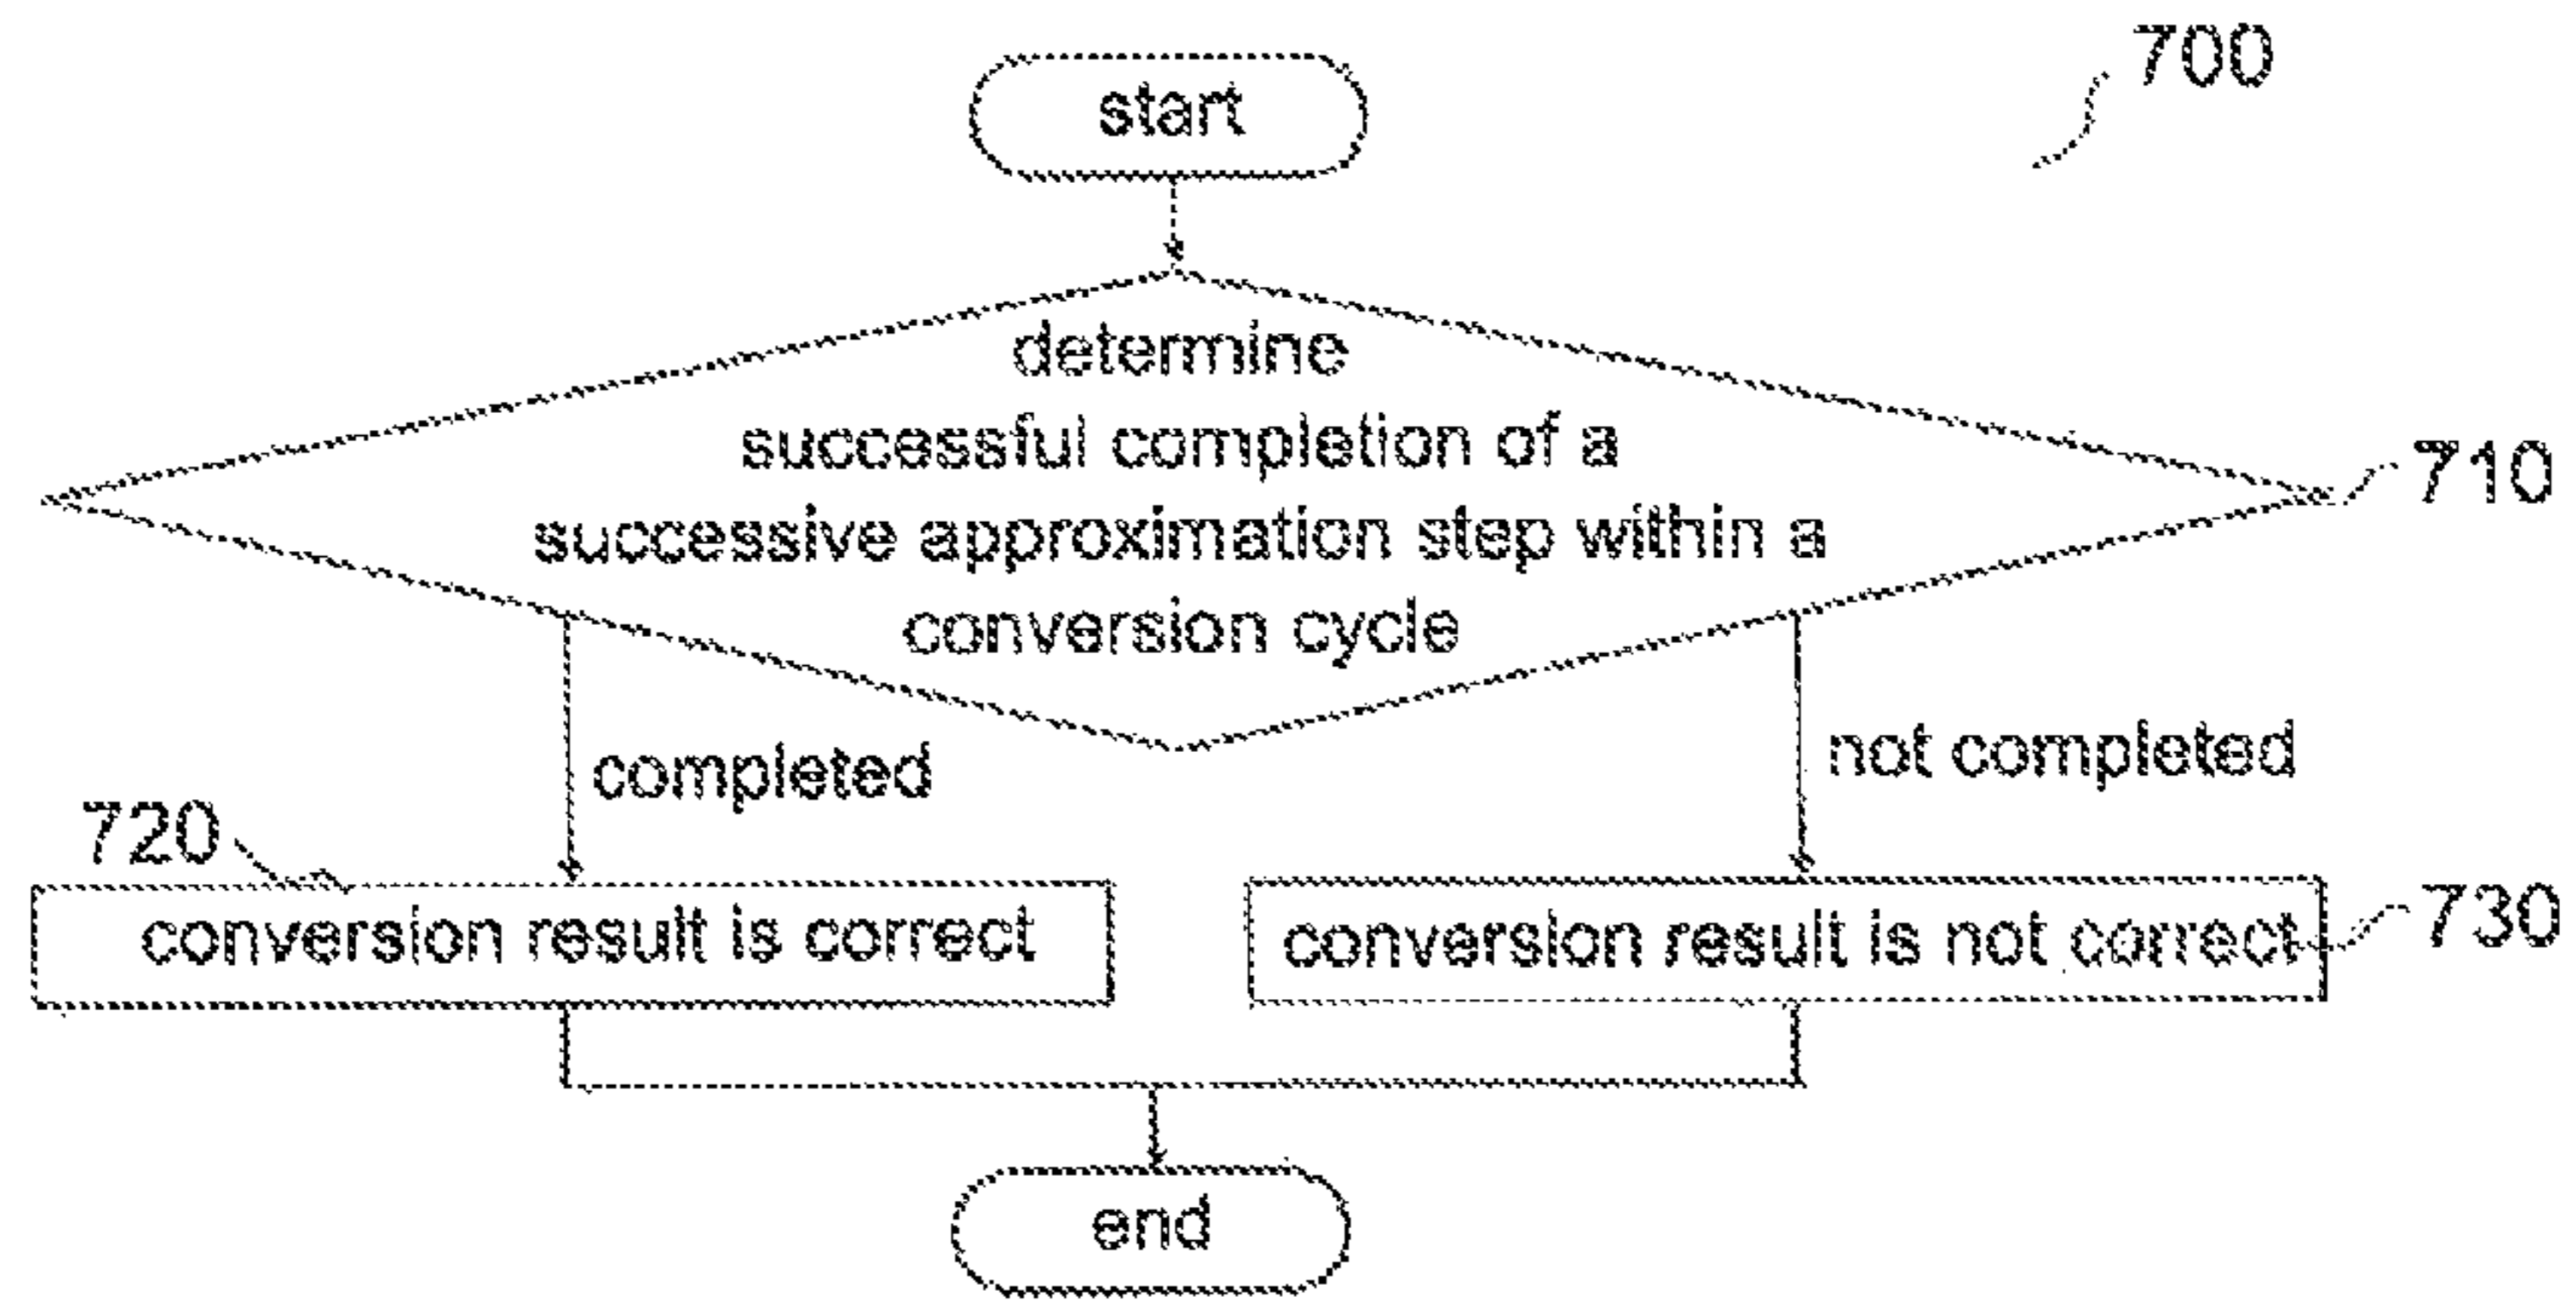 700
start
determine
successful completion of a
successive approximation step within a
conversion cycle
710
completed
not completed
720
conversion result is correct
conversion result is not correct
730
end